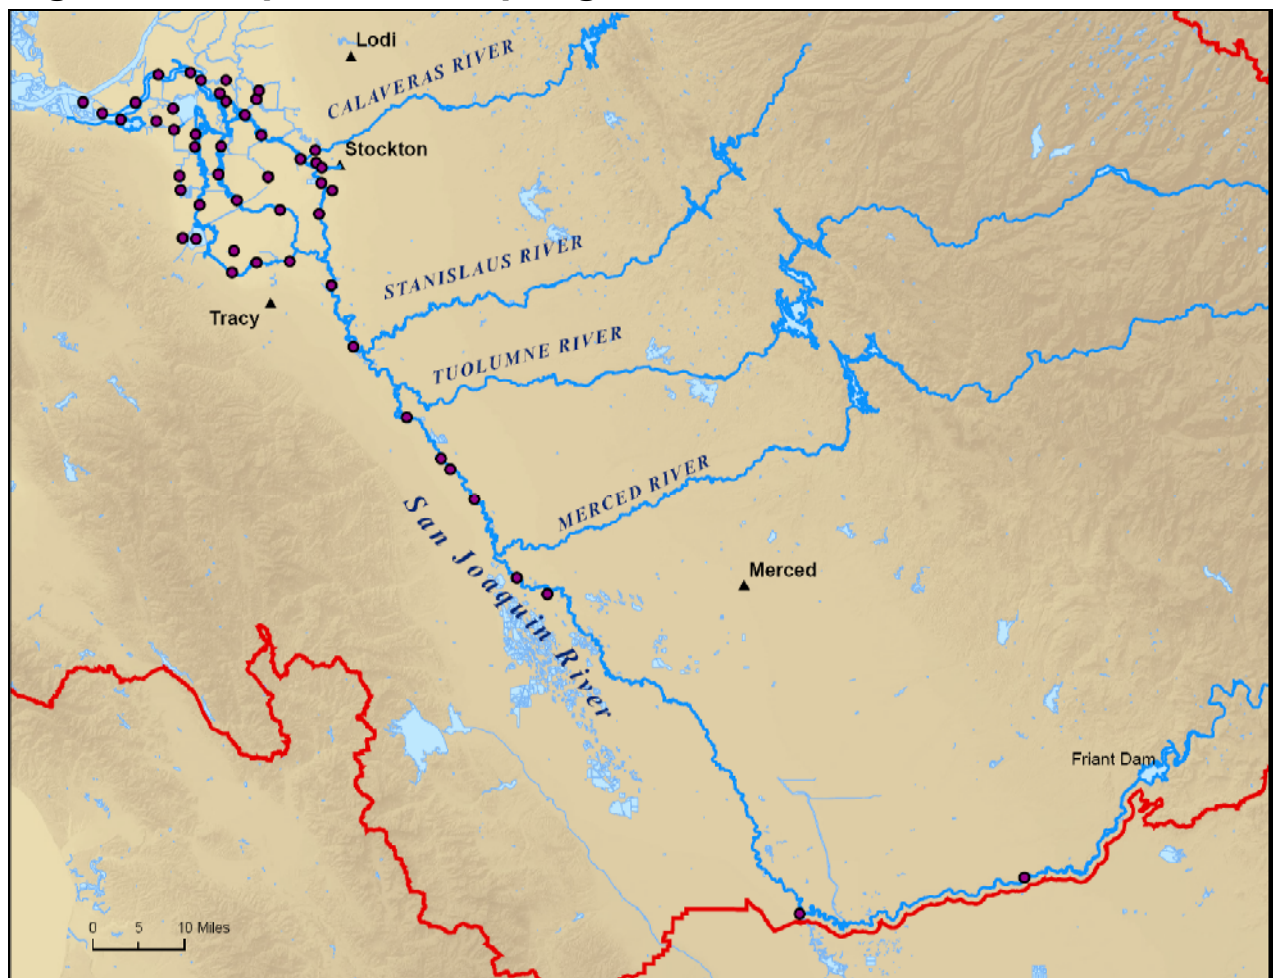 Lodi
CALAVERAS RIVER
Stockton
STANISLAUS RIVER
Tracy
TUOLUMNE RIVER
MERCED RIVER
San Joaquin River
Merced
Friant Dam
0 5 10 Miles